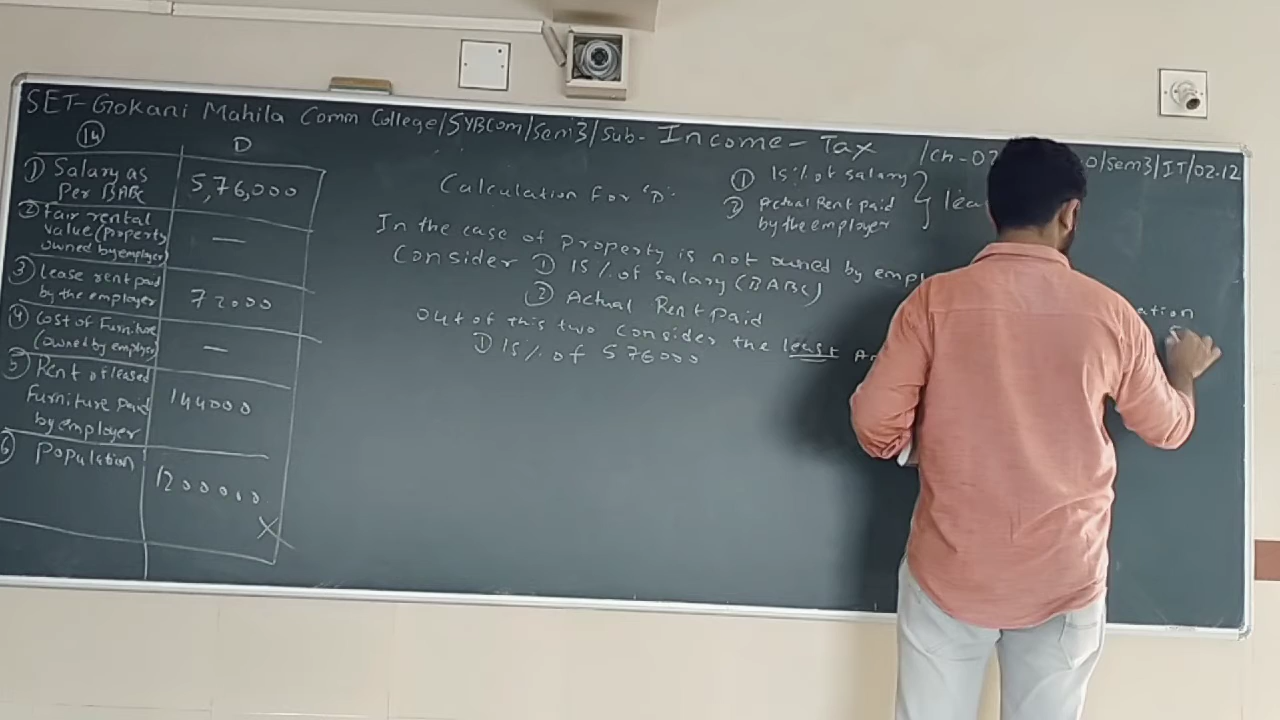 SET-Gokani Mahila Comm College/SYBCOM/Sem3/Sub- Income-Tax /Ch-02 /Sem3/IT/02.12
14
D
① Salary as
Per BABC
5,76,000
② Fair rental
value (Property
owned by employer)
—
③ Lease rent paid
by the employer
72000
④ Cost of Furniture
(owned by employer)
—
⑤ Rent of leased
Furniture paid
by employer
144000
⑥ Population
1200000
X
Calculation For 'D':
① 15% of salary
② Actual Rent paid
by the employer
In the case of Property is not owned by
Consider ① 15% of salary (BABC)
② Actual Rent paid
Out of this two consider the least
① 15% of 576000